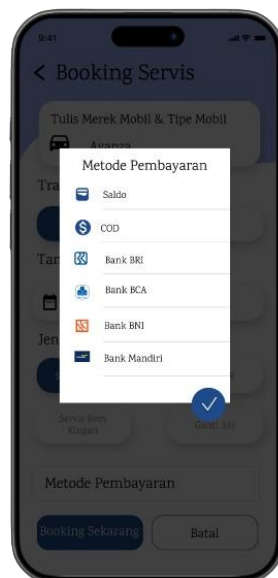 9:41
Booking Servis
Tulis Merek Mobil & Tipe Mobil
Avanza
Metode Pembayaran
Tra
Saldo
COD
Tan
Bank BRI
Bank BCA
Bank BNI
Jen
Bank Mandiri
Servis Rem
Ringan
Ganti Aki
Metode Pembayaran
Booking Sekarang
Batal